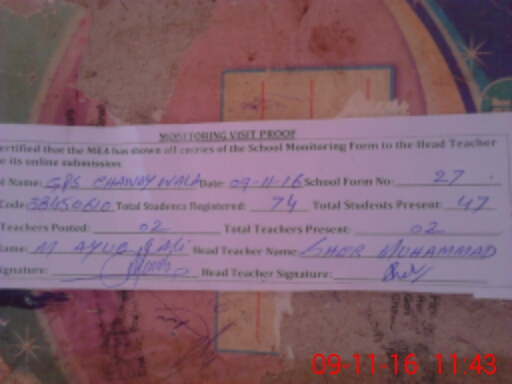 MONITORING VISIT PROOF
ertified that the MEA has shown all entries of the School Monitoring Form to the Head Teacher
e its online submission.
l Name: GPS CHANAY WALA Date: 09-11-16 School Form No: 27
Code: 38450610 Total Students Registered: 74 Total Students Present: 47
Teachers Posted: 02 Total Teachers Present: 02
Name: M AYUB Head Teacher Name: SHER MUHAMMAD
ignature: Head Teacher Signature:
09-11-16 11:43